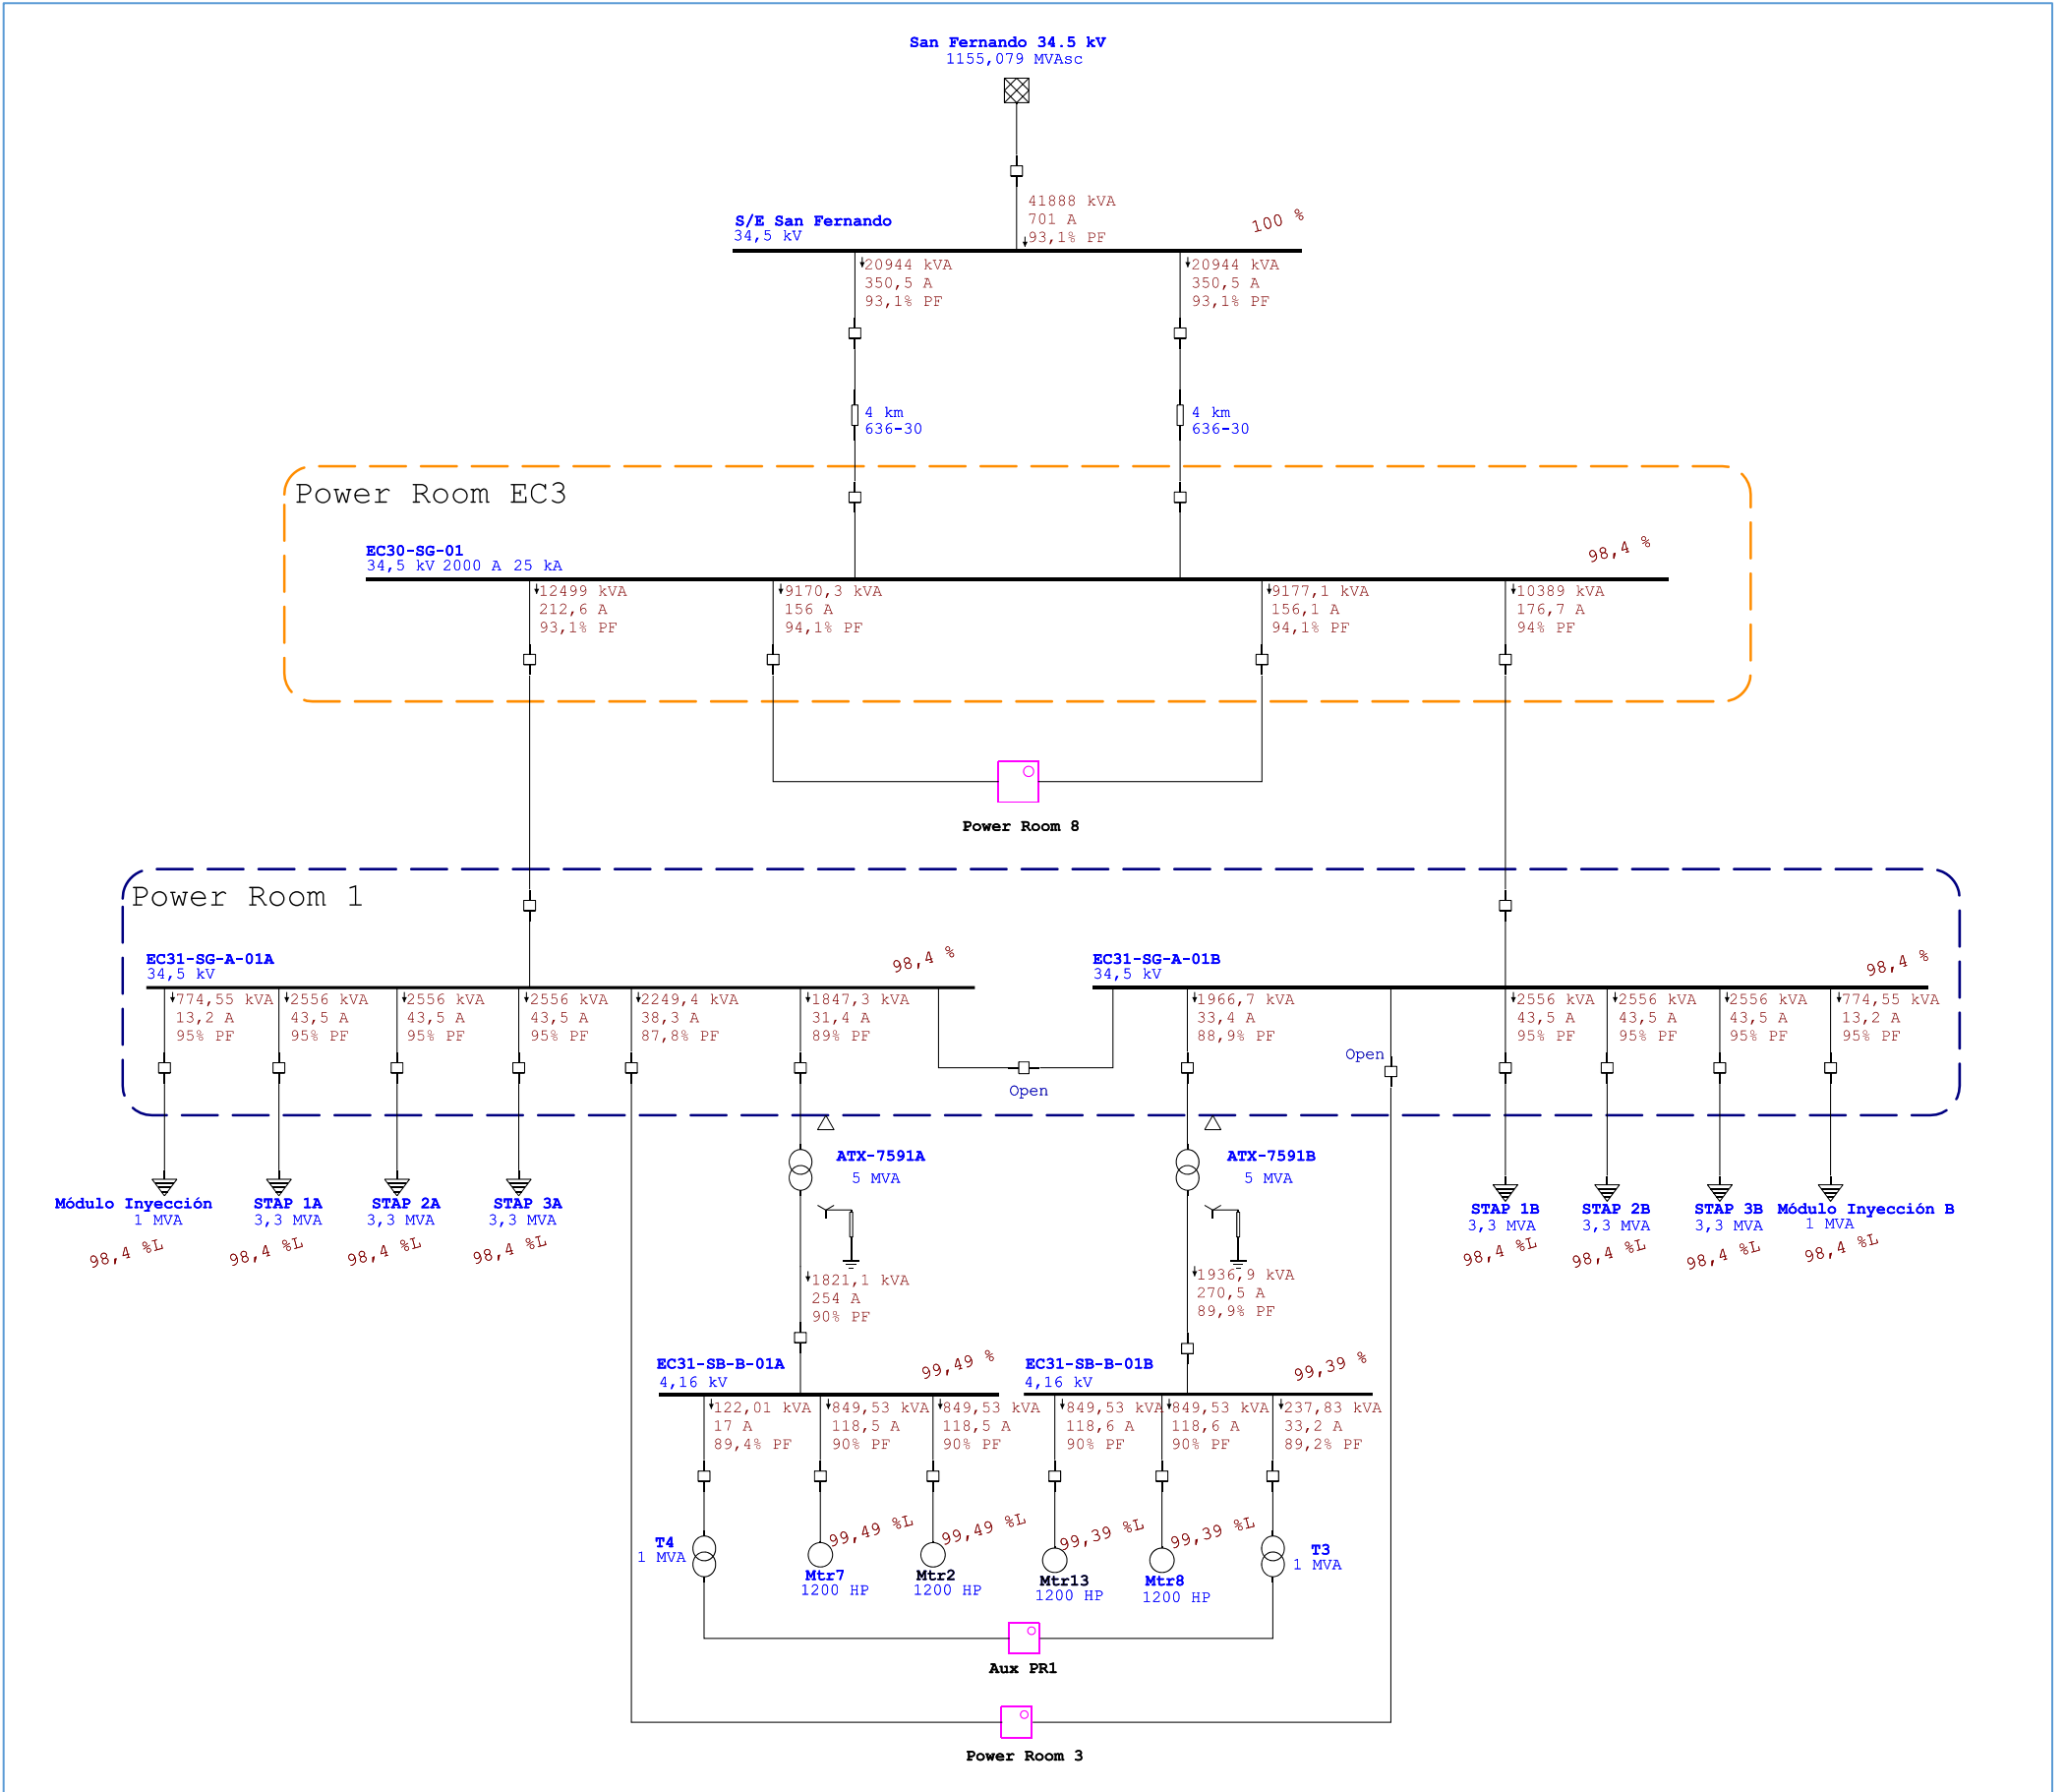 San Fernando 34.5 kV
1155,079 MVAsc
41888 kVA
701 A
93,1% PF
S/E San Fernando
34,5 kV
100 %
20944 kVA
350,5 A
93,1% PF
20944 kVA
350,5 A
93,1% PF
4 km
636-30
4 km
636-30
Power Room EC3
EC30-SG-01
34,5 kV 2000 A 25 kA
98,4 %
12499 kVA
212,6 A
93,1% PF
9170,3 kVA
156 A
94,1% PF
9177,1 kVA
156,1 A
94,1% PF
10389 kVA
176,7 A
94% PF
Power Room 8
Power Room 1
EC31-SG-A-01A
34,5 kV
98,4 %
EC31-SG-A-01B
34,5 kV
98,4 %
774,55 kVA
13,2 A
95% PF
2556 kVA
43,5 A
95% PF
2556 kVA
43,5 A
95% PF
2556 kVA
43,5 A
95% PF
2249,4 kVA
38,3 A
87,8% PF
1847,3 kVA
31,4 A
89% PF
1966,7 kVA
33,4 A
88,9% PF
2556 kVA
43,5 A
95% PF
2556 kVA
43,5 A
95% PF
2556 kVA
43,5 A
95% PF
774,55 kVA
13,2 A
95% PF
Open
Open
ATX-7591A
5 MVA
ATX-7591B
5 MVA
Módulo Inyección
1 MVA
98,4 %L
STAP 1A
3,3 MVA
98,4 %L
STAP 2A
3,3 MVA
98,4 %L
STAP 3A
3,3 MVA
98,4 %L
STAP 1B
3,3 MVA
98,4 %L
STAP 2B
3,3 MVA
98,4 %L
STAP 3B
3,3 MVA
98,4 %L
Módulo Inyección B
1 MVA
98,4 %L
1821,1 kVA
254 A
90% PF
1936,9 kVA
270,5 A
89,9% PF
EC31-SB-B-01A
4,16 kV
99,49 %
EC31-SB-B-01B
4,16 kV
99,39 %
122,01 kVA
17 A
89,4% PF
849,53 kVA
118,5 A
90% PF
849,53 kVA
118,5 A
90% PF
849,53 kVA
118,6 A
90% PF
849,53 kVA
118,6 A
90% PF
237,83 kVA
33,2 A
89,2% PF
T4
1 MVA
99,49 %L
Mtr7
1200 HP
99,49 %L
Mtr2
1200 HP
99,39 %L
Mtr13
1200 HP
99,39 %L
Mtr8
1200 HP
T3
1 MVA
Aux PR1
Power Room 3